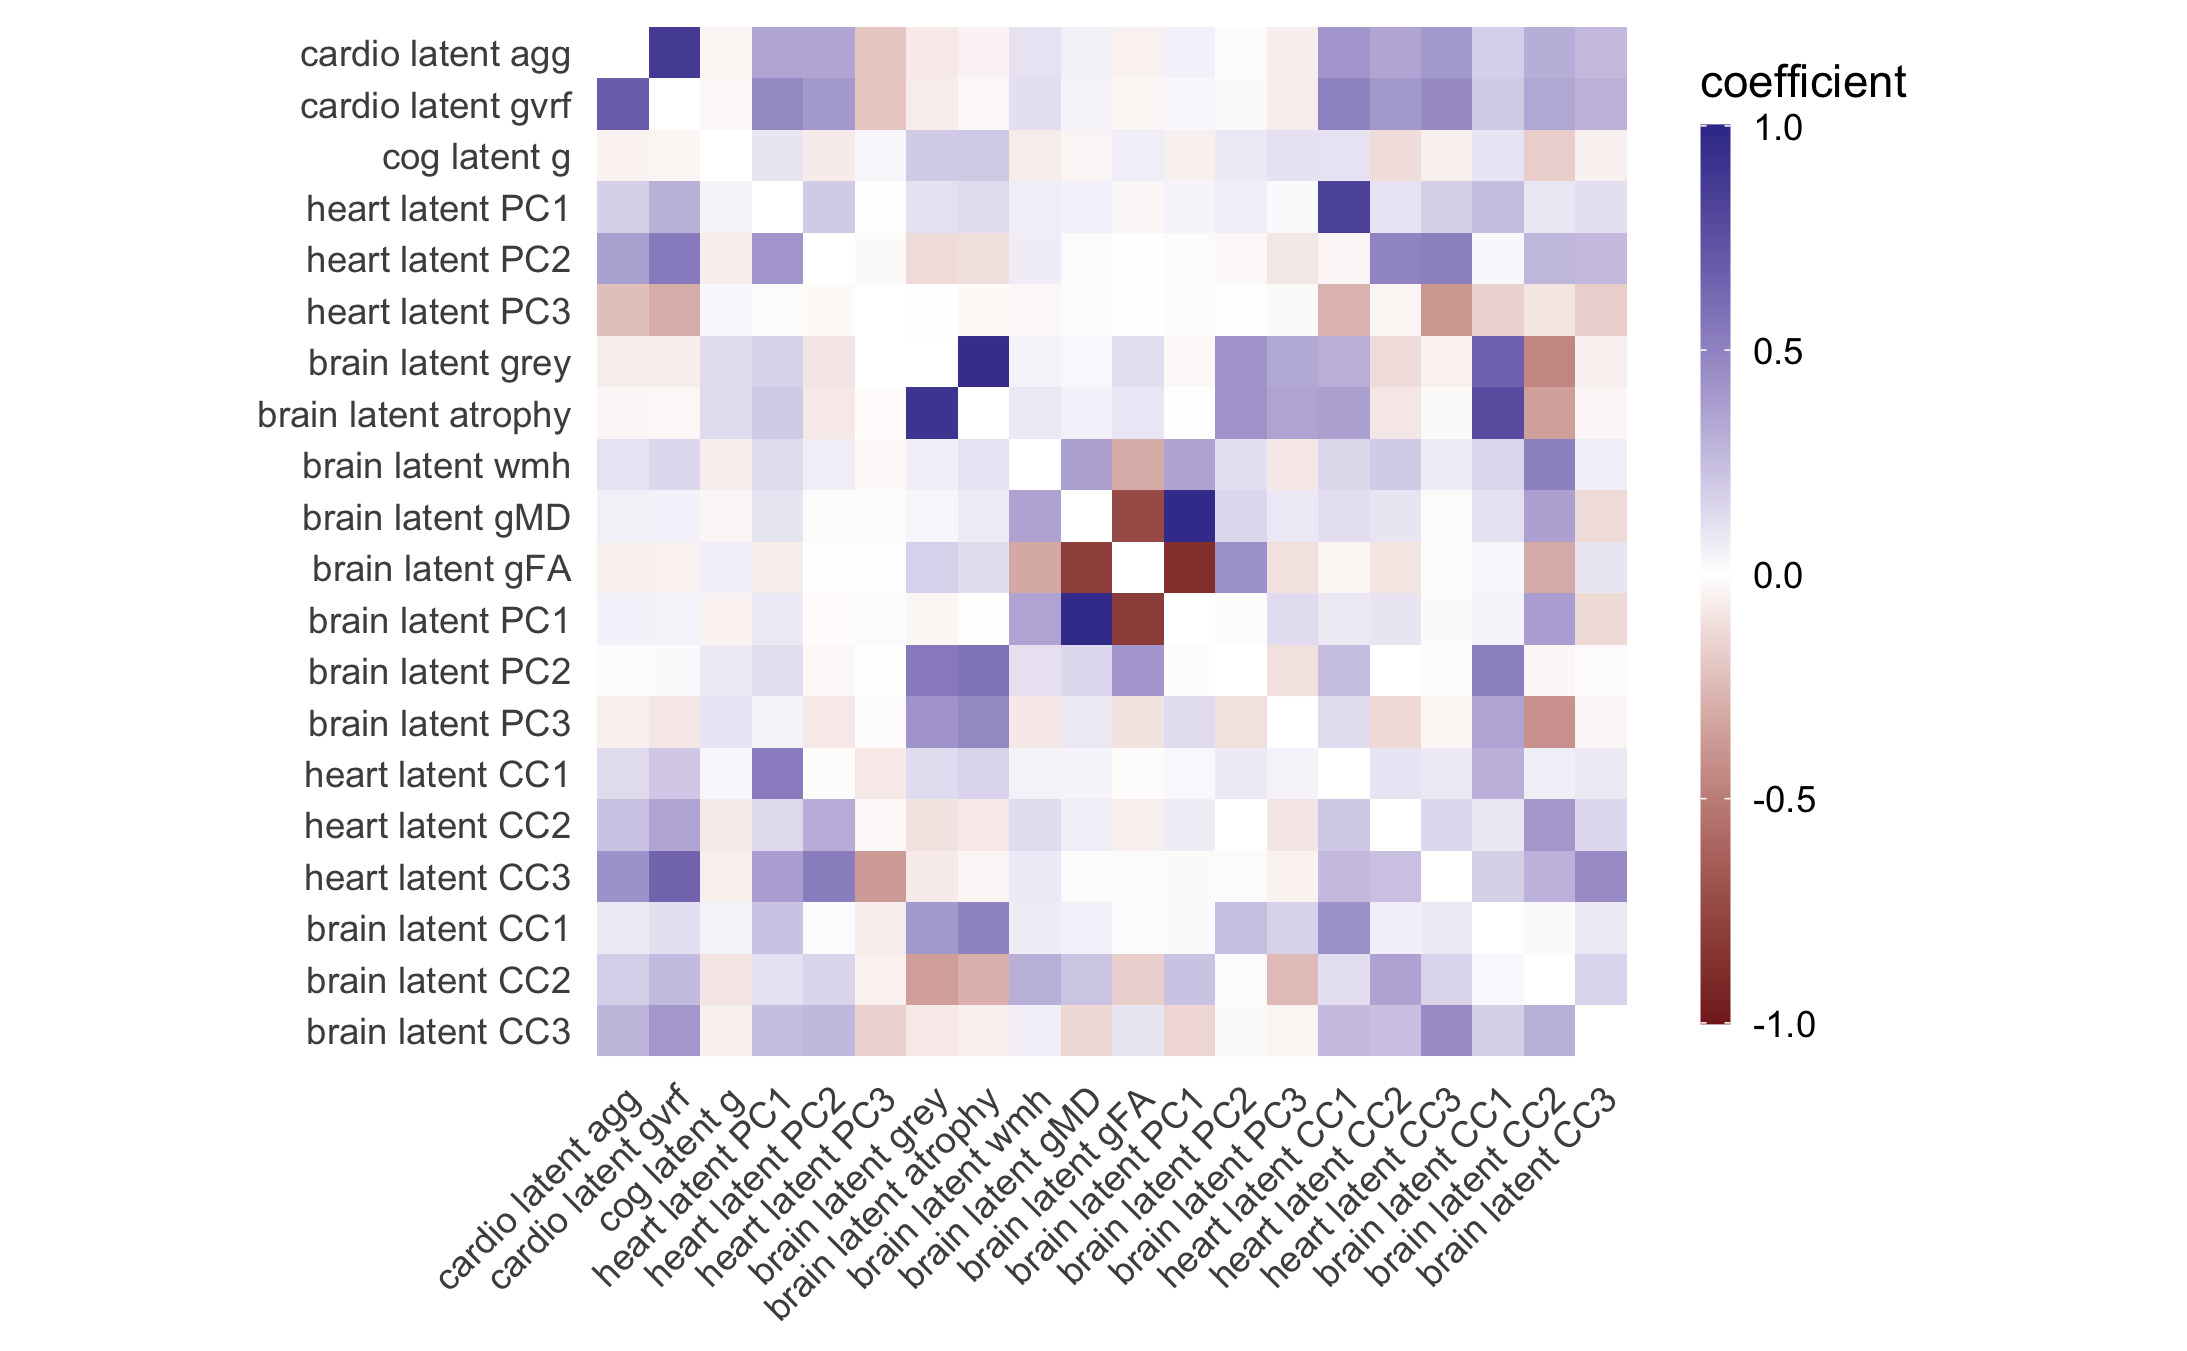 cardio latent agg
cardio latent gvrf
cog latent g
heart latent PC1
heart latent PC2
heart latent PC3
brain latent grey
brain latent atrophy
brain latent wmh
brain latent gMD
brain latent gFA
brain latent PC1
brain latent PC2
brain latent PC3
heart latent CC1
heart latent CC2
heart latent CC3
brain latent CC1
brain latent CC2
brain latent CC3
cardio latent agg
cardio latent gvrf
cog latent g
heart latent PC1
heart latent PC2
heart latent PC3
brain latent grey
brain latent atrophy
brain latent wmh
brain latent gMD
brain latent gFA
brain latent PC1
brain latent PC2
brain latent PC3
heart latent CC1
heart latent CC2
heart latent CC3
brain latent CC1
brain latent CC2
brain latent CC3
coefficient
1.0
0.5
0.0
-0.5
-1.0